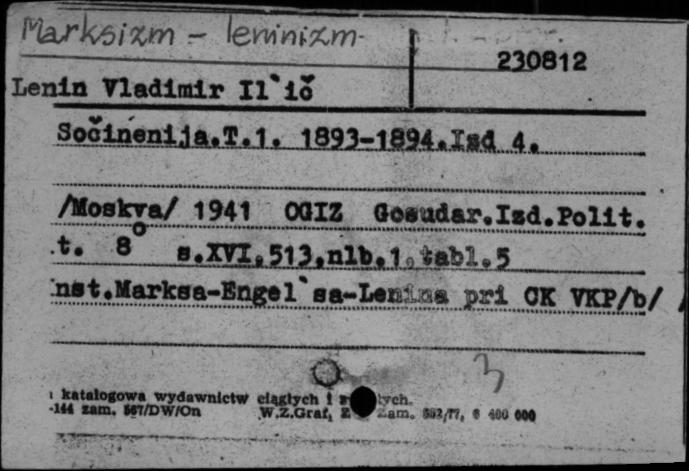 Marksizm - leninizm.
230812
Lenin Vladimir Il`ič
Sočinenija.T.1. 1893-1894.Izd 4.
/Moskva/ 1941 OGIZ Gosudar.Izd.Polit.
t. 8° s.XVI,513,nlb.1,tabl.5
nst.Marksa-Engel`sa-Lenina pri CK VKP/b/
3
katalogowa wydawnictw ciągłych i
-144 zam. 567/DW/On W.Z.Graf, Zam. 692/77, 6 400 000